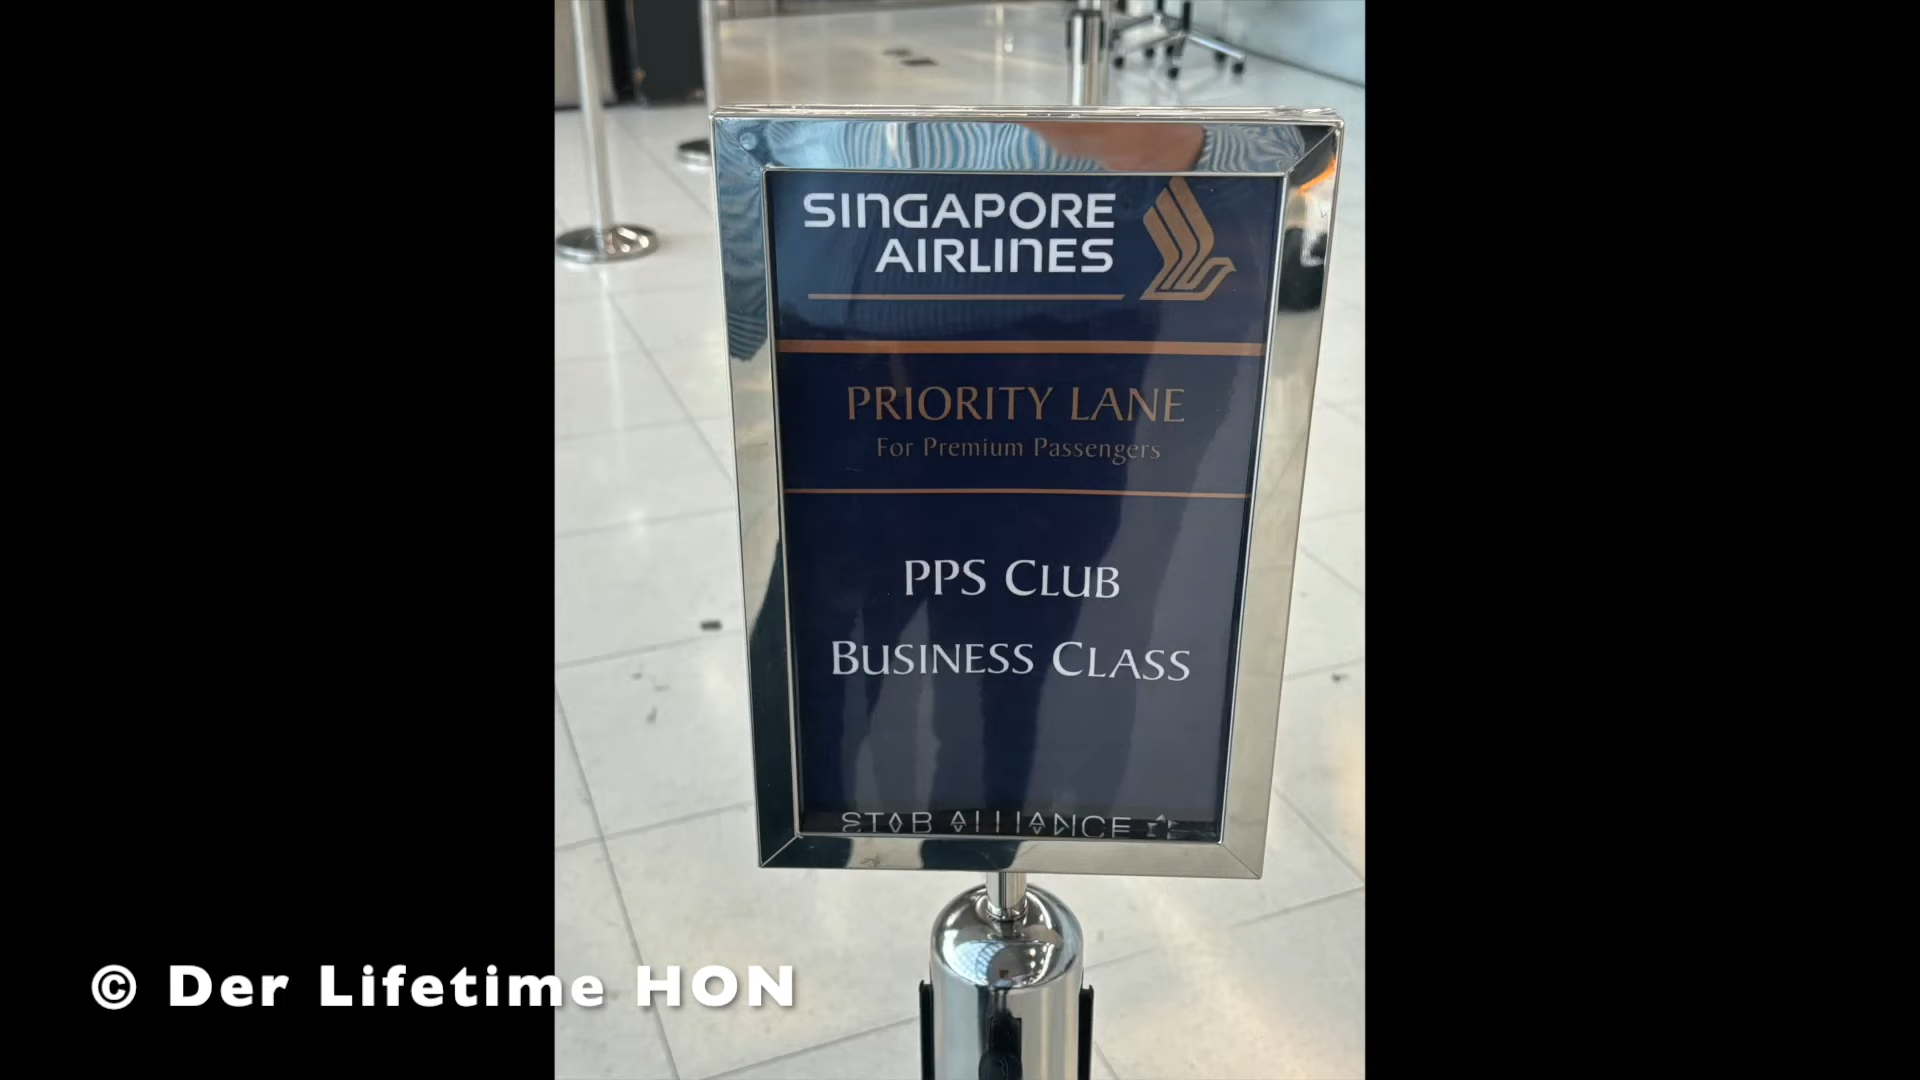 SINGAPORE
AIRLINES
PRIORITY LANE
For Premium Passengers
PPS CLUB
BUSINESS CLASS
STAR ALLIANCE
© Der Lifetime HON